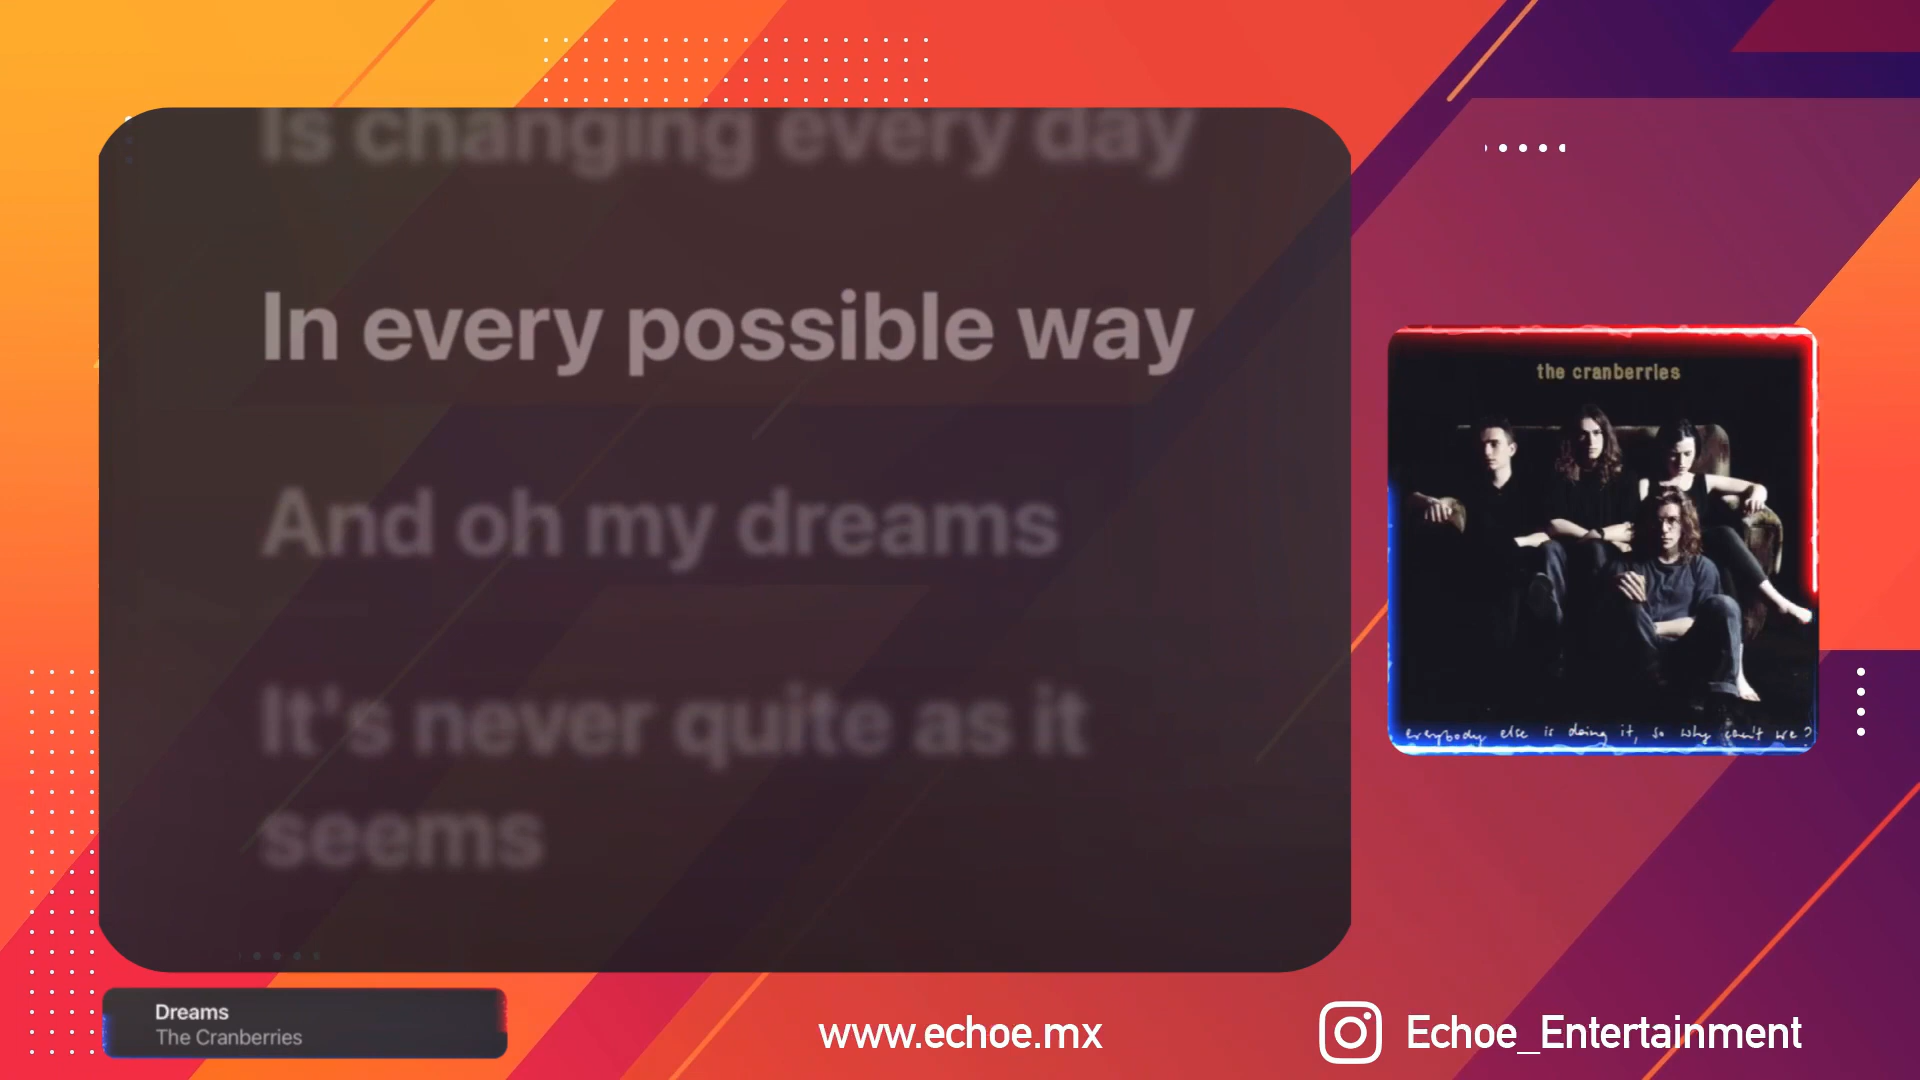 Is changing every day
In every possible way
And oh my dreams
It's never quite as it
seems
the cranberries
everybody else is doing it, so why can't we?
Dreams
The Cranberries
www.echoe.mx
Echoe_Entertainment